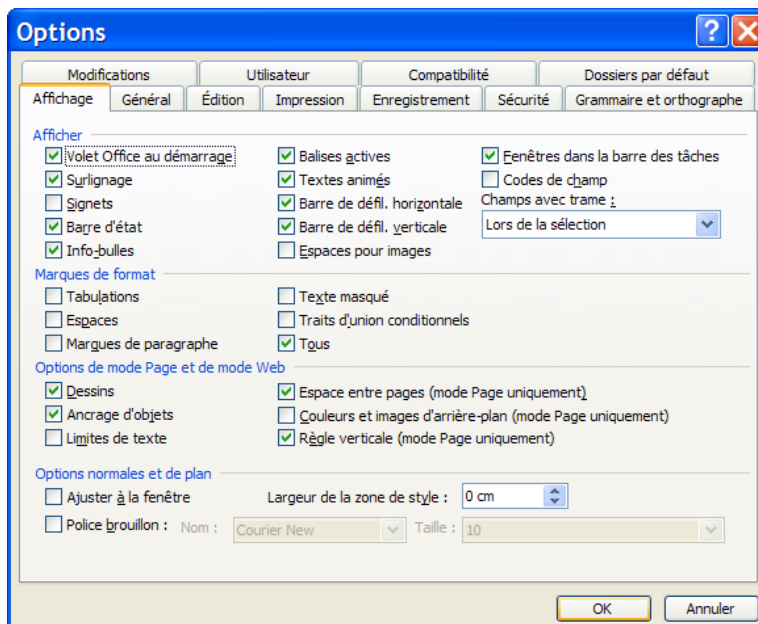 Options
Modifications Utilisateur Compatibilité Dossiers par défaut
Affichage Général Édition Impression Enregistrement Sécurité Grammaire et orthographe
Afficher
Volet Office au démarrage Balises actives Fenêtres dans la barre des tâches
Surlignage Textes animés Codes de champ
Signets Barre de défil. horizontale Champs avec trame :
Barre d'état Barre de défil. verticale Lors de la sélection
Info-bulles Espaces pour images
Marques de format
Tabulations Texte masqué
Espaces Traits d'union conditionnels
Marques de paragraphe Tous
Options de mode Page et de mode Web
Dessins Espace entre pages (mode Page uniquement)
Ancrage d'objets Couleurs et images d'arrière-plan (mode Page uniquement)
Limites de texte Règle verticale (mode Page uniquement)
Options normales et de plan
Ajuster à la fenêtre Largeur de la zone de style : 0 cm
Police brouillon : Nom : Courier New Taille : 10
OK Annuler